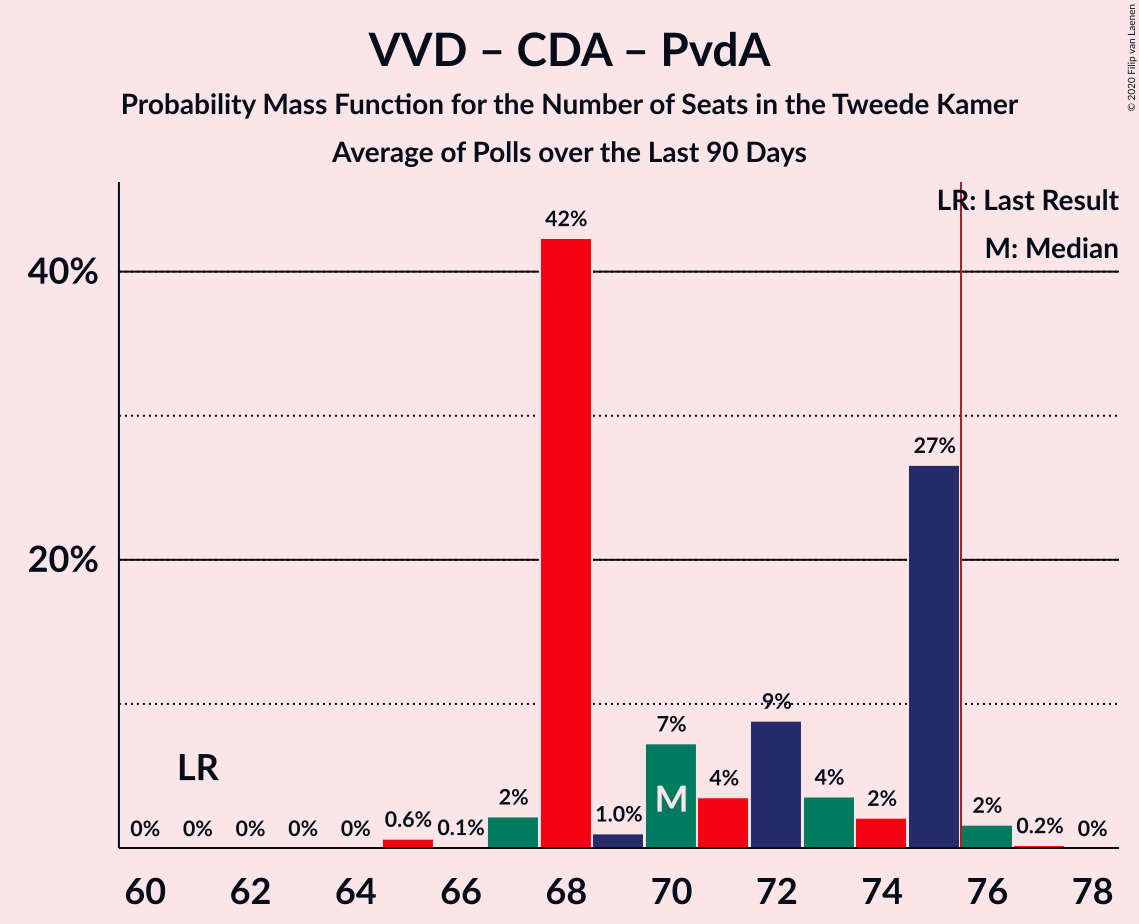 VVD – CDA – PvdA
Probability Mass Function for the Number of Seats in the Tweede Kamer
Average of Polls over the Last 90 Days
© 2020 Filip van Laenen
LR: Last Result
M: Median
40%
20%
LR
M
0% 0% 0% 0% 0% 0.6% 0.1% 2% 42% 1.0% 7% 4% 9% 4% 2% 27% 2% 0.2% 0%
60 62 64 66 68 70 72 74 76 78